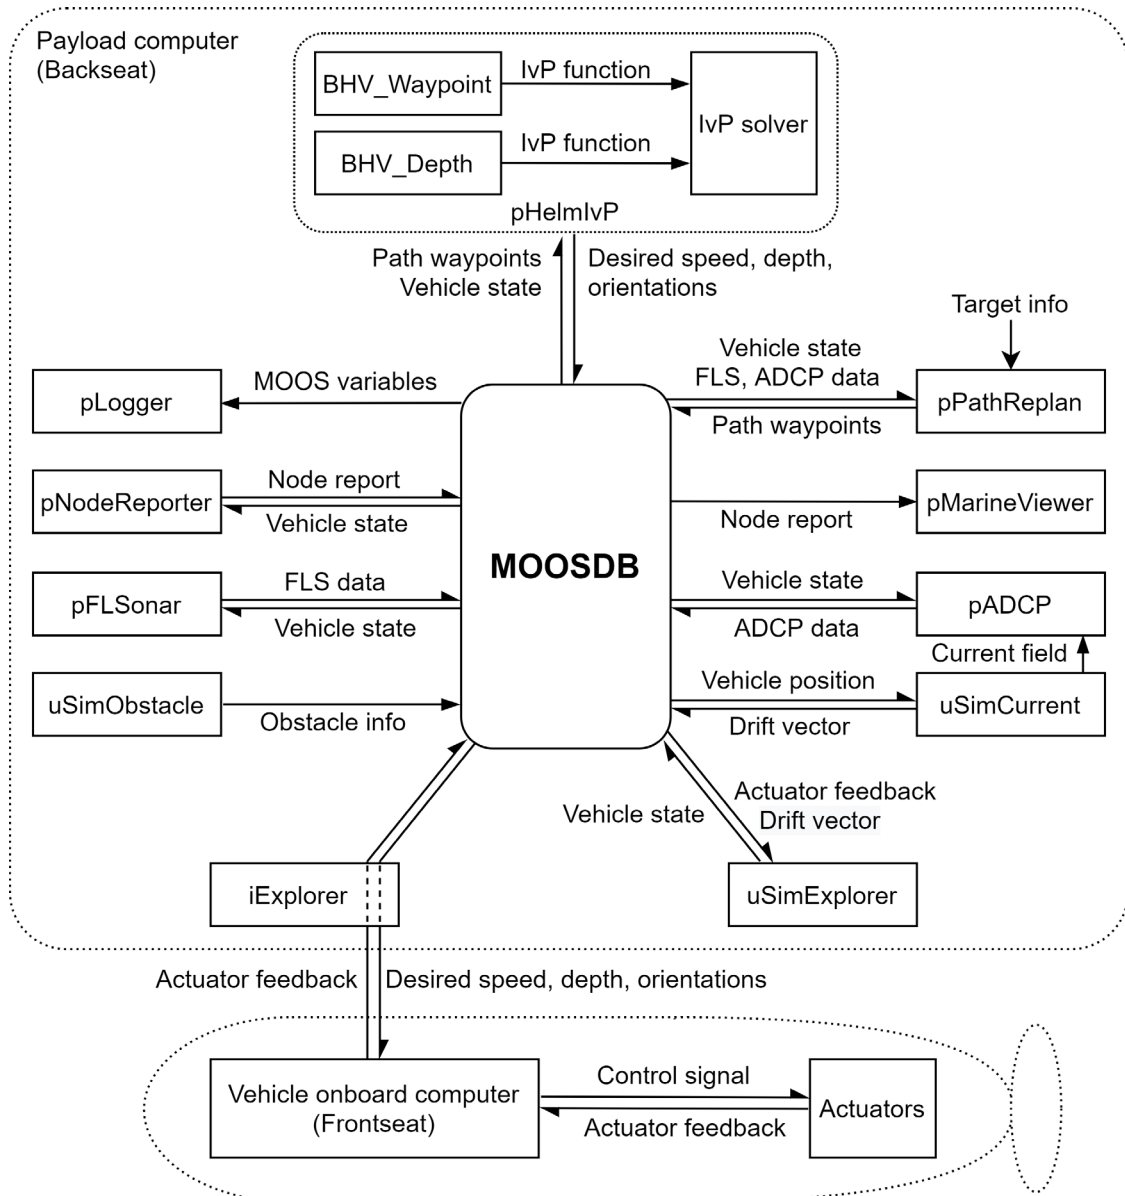 Payload computer
(Backseat)
BHV_Waypoint
IvP function
BHV_Depth
IvP function
IvP solver
pHelmIvP
Path waypoints
Vehicle state
Desired speed, depth,
orientations
Target info
pLogger
MOOS variables
Vehicle state
FLS, ADCP data
Path waypoints
pPathReplan
pNodeReporter
Node report
Vehicle state
Node report
pMarineViewer
MOOSDB
pFLSonar
FLS data
Vehicle state
Vehicle state
ADCP data
pADCP
Current field
uSimObstacle
Obstacle info
Vehicle position
Drift vector
uSimCurrent
Vehicle state
Actuator feedback
Drift vector
iExplorer
uSimExplorer
Actuator feedback
Desired speed, depth, orientations
Vehicle onboard computer
(Frontseat)
Control signal
Actuator feedback
Actuators